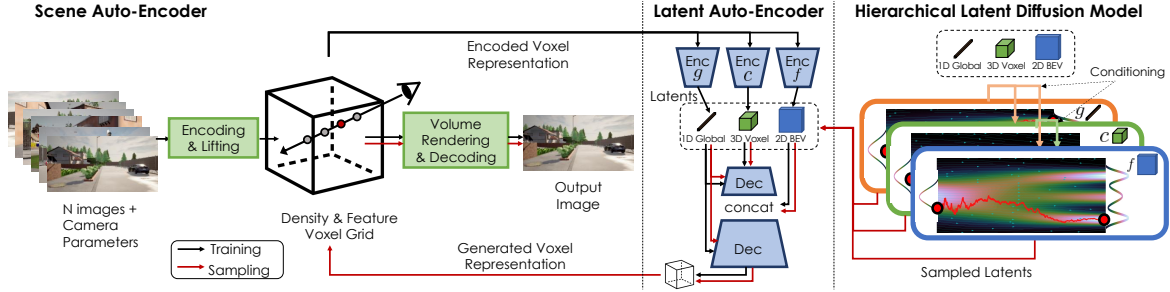 Scene Auto-Encoder
Encoded Voxel
Representation
Encoding
& Lifting
Volume
Rendering
& Decoding
N images +
Camera
Parameters
Density & Feature
Voxel Grid
Output
Image
Training
Sampling
Generated Voxel
Representation
Latent Auto-Encoder
Enc
g
Enc
c
Enc
f
Latents
1D Global
3D Voxel
2D BEV
Dec
concat
Dec
Hierarchical Latent Diffusion Model
1D Global
3D Voxel
2D BEV
Conditioning
g
c
f
Sampled Latents